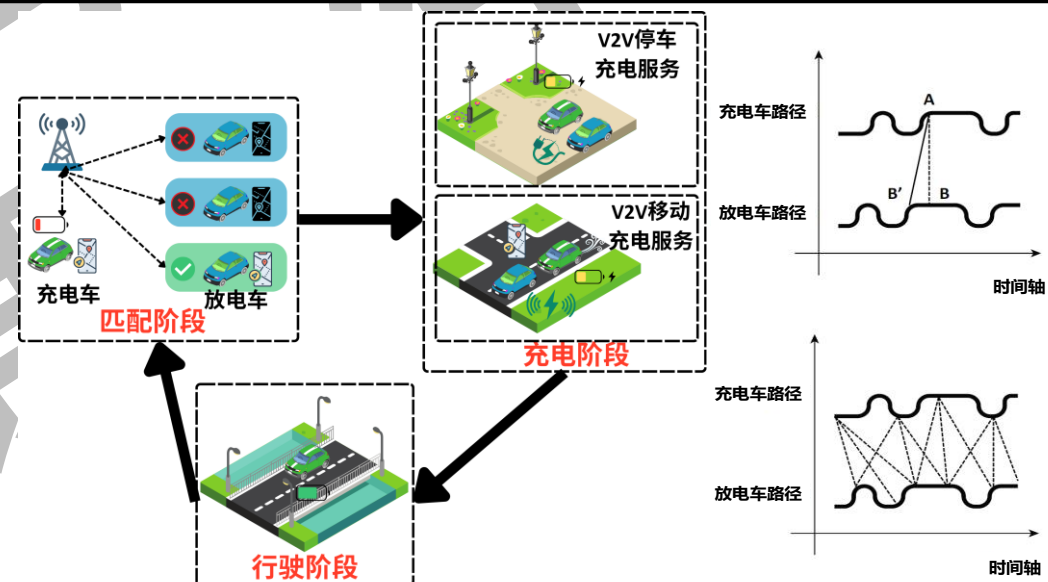 充电车
放电车
匹配阶段
V2V停车
充电服务
V2V移动
充电服务
充电阶段
行驶阶段
充电车路径
A
放电车路径
B'
B
时间轴
充电车路径
放电车路径
时间轴